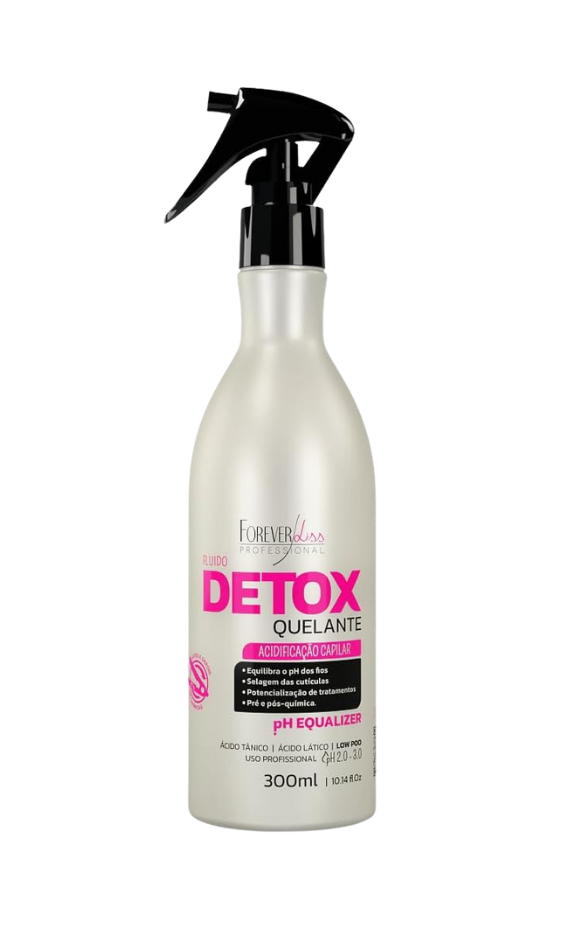 FOREVER Liss
PROFESSIONAL
FLUIDO
DETOX
QUELANTE
ACIDIFICAÇÃO CAPILAR
• Equilibra o pH dos fios
• Selagem das cutículas
• Potencialização de tratamentos
• Pré e pós-química.
pH EQUALIZER
ÁCIDO TÂNICO | ÁCIDO LÁTICO | LOW POO
USO PROFISSIONAL pH 2.0 - 3.0
300ml | 10.14 fl.Oz